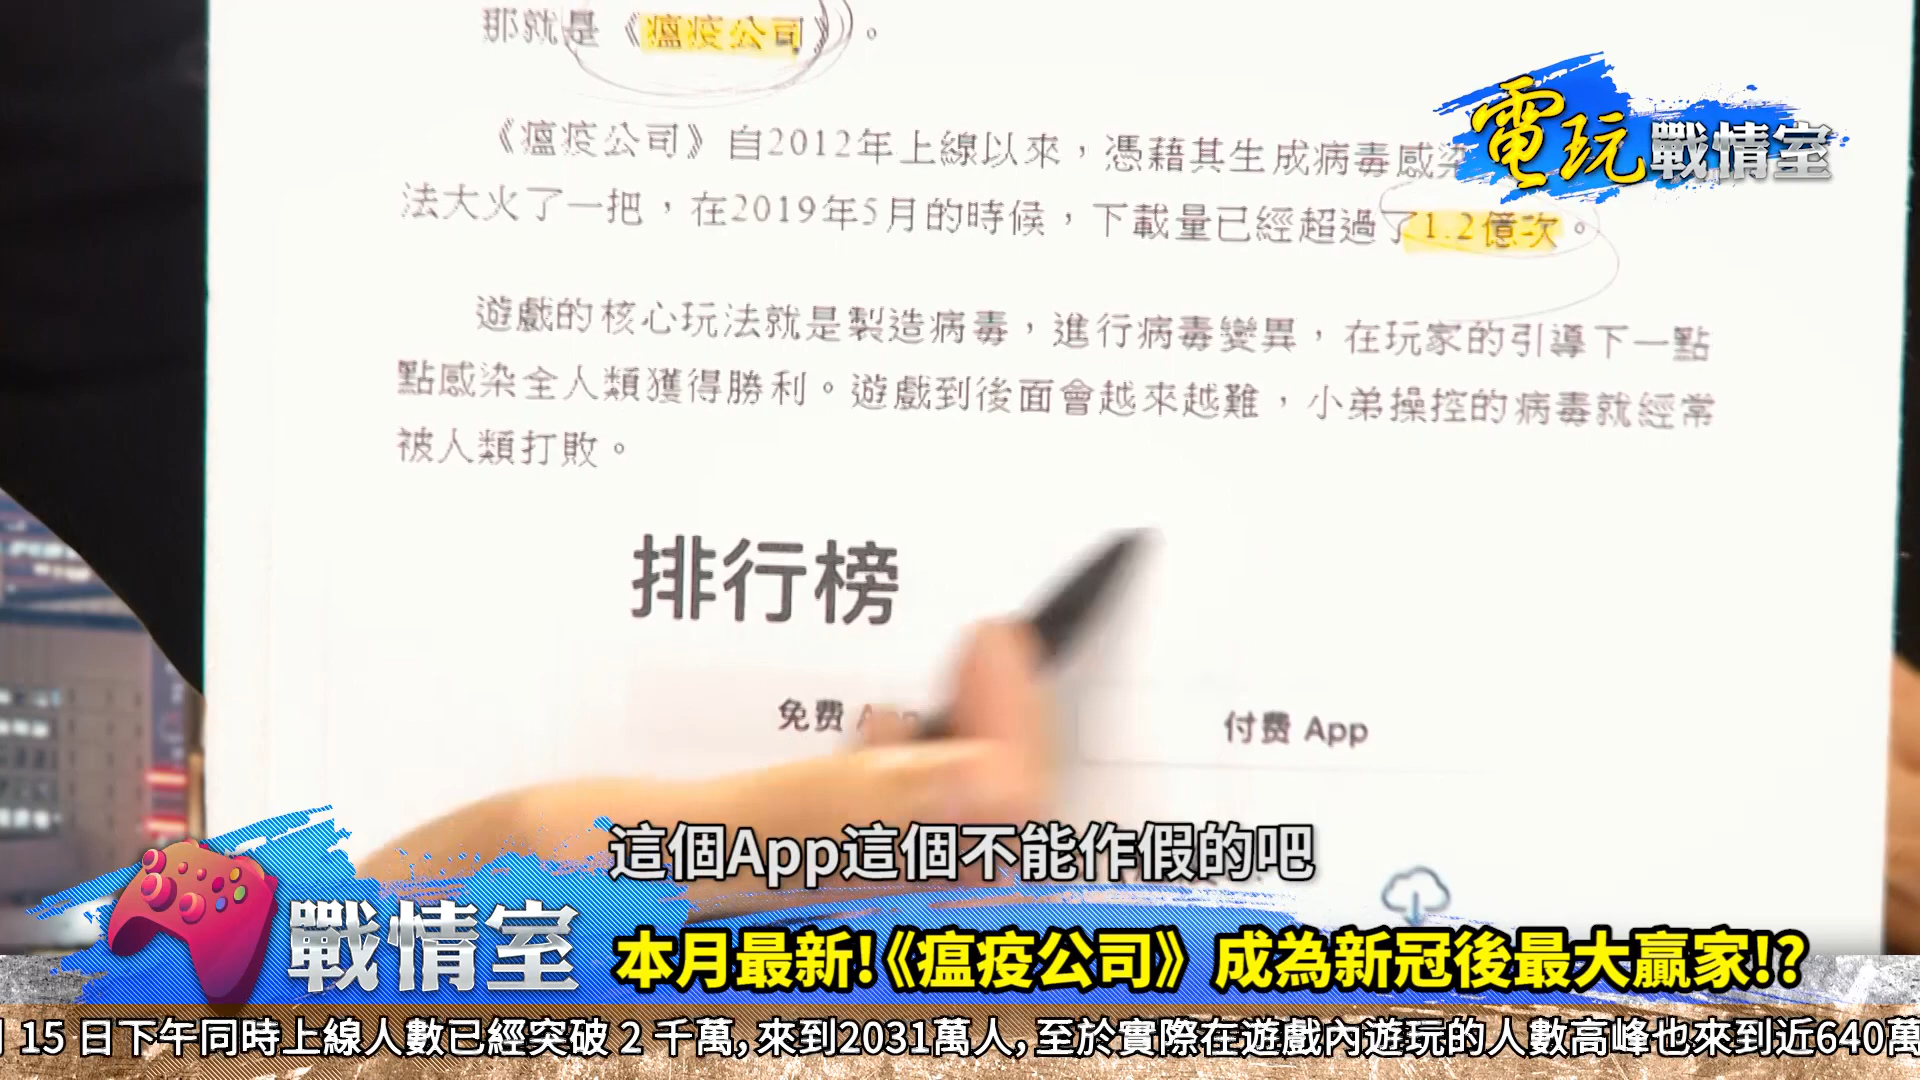 那就是《瘟疫公司》。
電玩戰情室
《瘟疫公司》自2012年上線以來，憑藉其生成病毒感染
法大火了一把，在2019年5月的時候，下載量已經超過了1.2億次。
遊戲的核心玩法就是製造病毒，進行病毒變異，在玩家的引導下一點
點感染全人類獲得勝利。遊戲到後面會越來越難，小弟操控的病毒就經常
被人類打敗。
排行榜
免费 App
付费 App
這個App這個不能作假的吧
戰情室
本月最新!《瘟疫公司》成為新冠後最大贏家!?
15 日下午同時上線人數已經突破 2 千萬, 來到2031萬人, 至於實際在遊戲內遊玩的人數高峰也來到近640萬